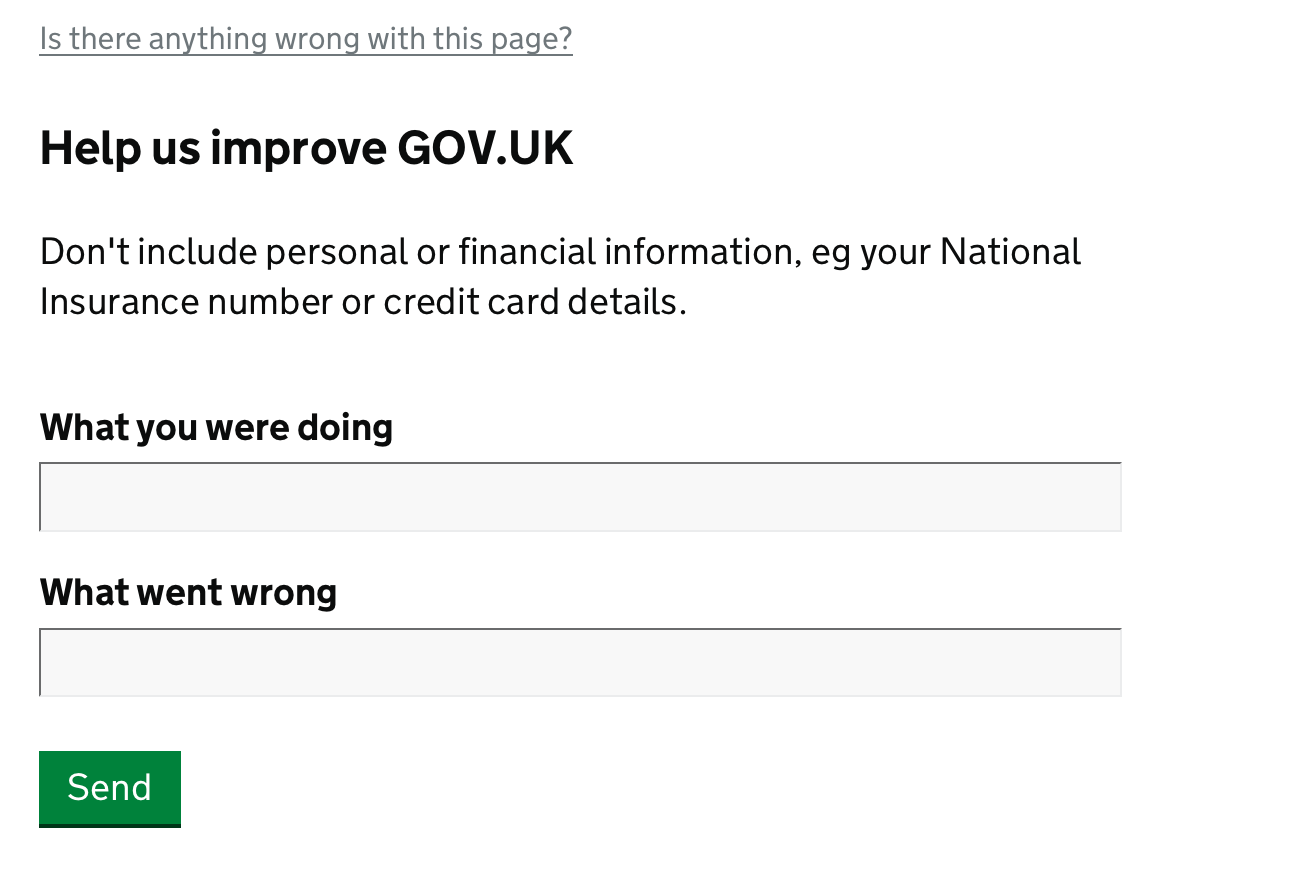 Is there anything wrong with this page?
Help us improve GOV.UK
Don't include personal or financial information, eg your National
Insurance number or credit card details.
What you were doing
What went wrong
Send